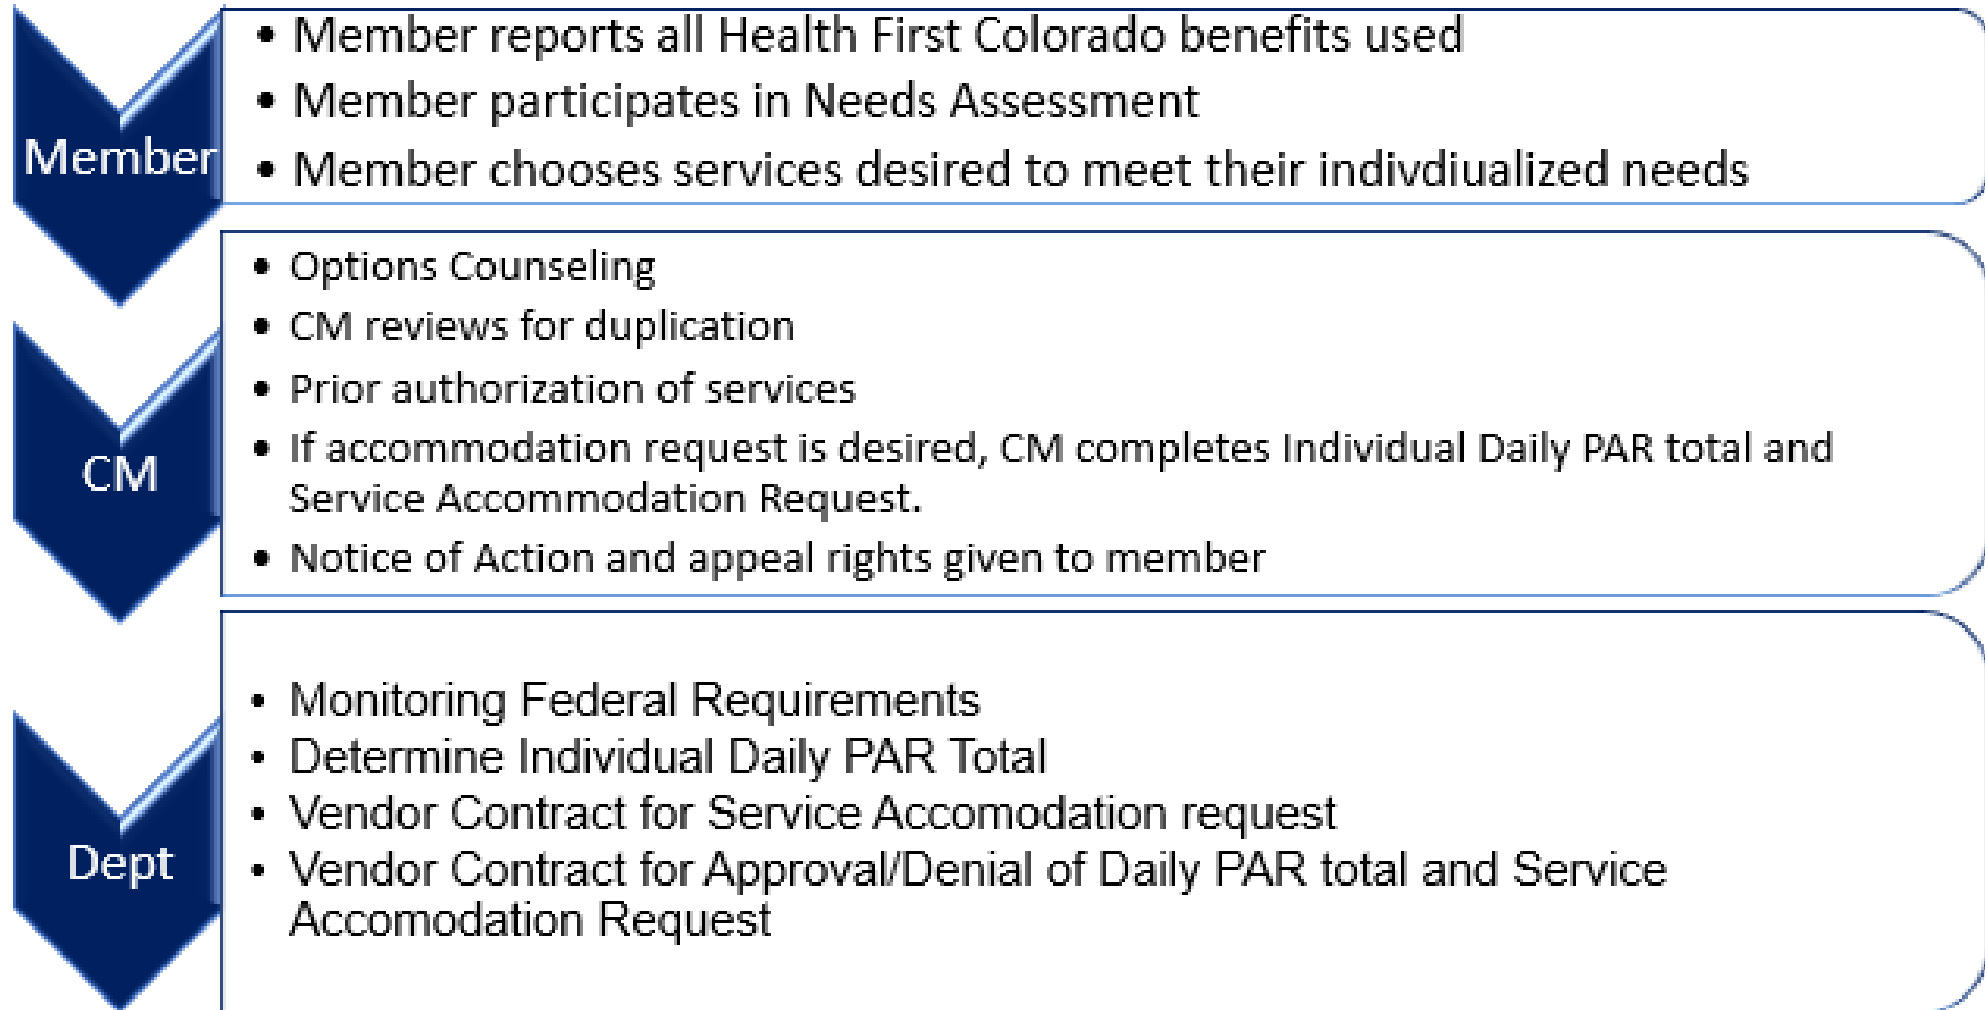 Member
• Member reports all Health First Colorado benefits used
• Member participates in Needs Assessment
• Member chooses services desired to meet their indivdiualized needs
CM
• Options Counseling
• CM reviews for duplication
• Prior authorization of services
• If accommodation request is desired, CM completes Individual Daily PAR total and
Service Accommodation Request.
• Notice of Action and appeal rights given to member
Dept
• Monitoring Federal Requirements
• Determine Individual Daily PAR Total
• Vendor Contract for Service Accomodation request
• Vendor Contract for Approval/Denial of Daily PAR total and Service
Accomodation Request